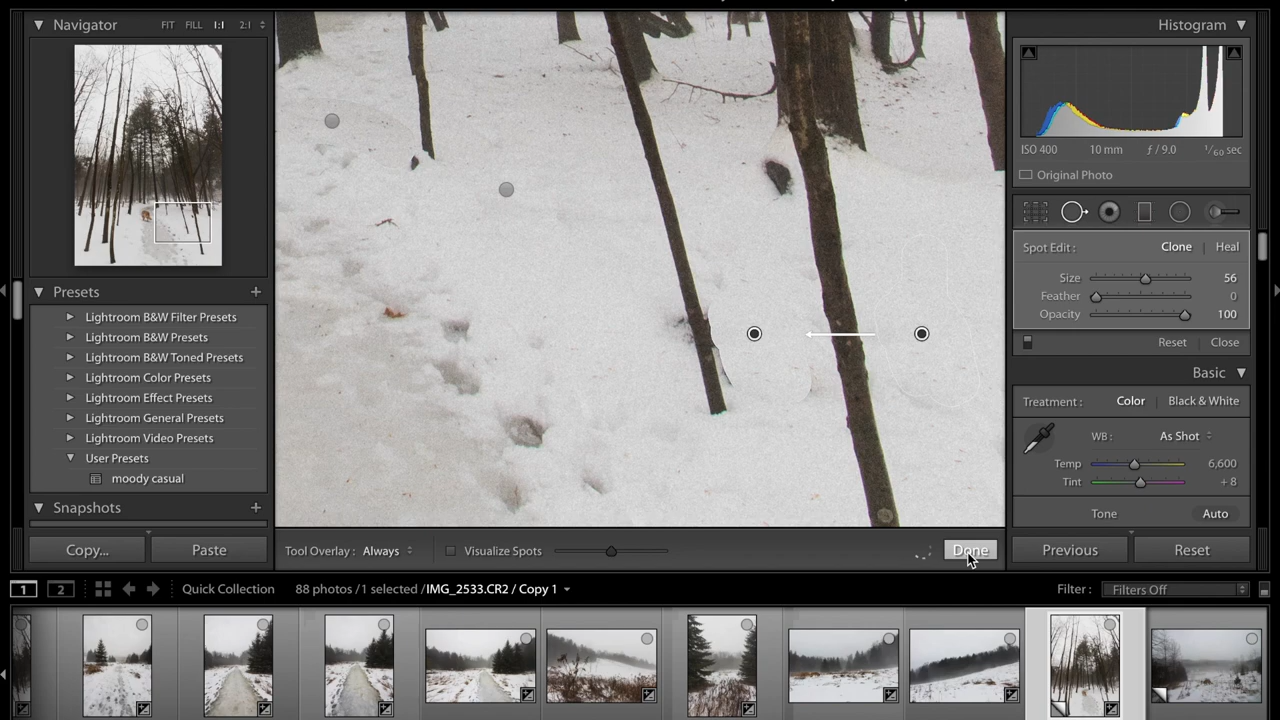 Navigator FIT FILL 1:1 2:1
Presets +
Lightroom B&W Filter Presets
Lightroom B&W Presets
Lightroom B&W Toned Presets
Lightroom Color Presets
Lightroom Effect Presets
Lightroom General Presets
Lightroom Video Presets
User Presets
moody casual
Snapshots +
Copy... Paste
Tool Overlay : Always Visualize Spots Done
Histogram
ISO 400 10 mm ƒ / 9.0 1/60 sec
Original Photo
Spot Edit : Clone | Heal
Size 56
Feather 0
Opacity 100
Reset Close
Basic
Treatment : Color | Black & White
WB : As Shot
Temp 6,600
Tint + 8
Tone Auto
Previous Reset
1 2 Quick Collection 88 photos / 1 selected / IMG_2533.CR2 / Copy 1 Filter : Filters Off